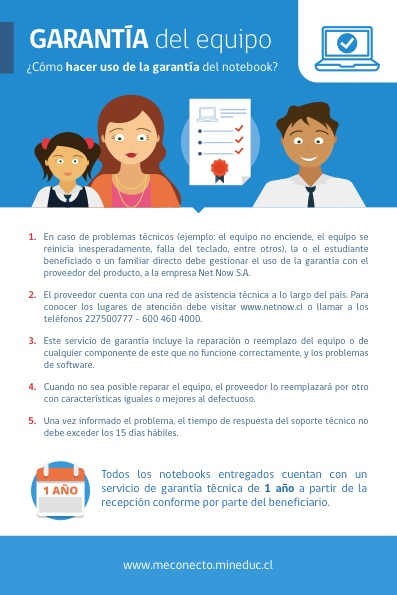 GARANTÍA del equipo
¿Cómo hacer uso de la garantía del notebook?
1. En caso de problemas técnicos (ejemplo: el equipo no enciende, el equipo se
reinicia inesperadamente, falla del teclado, entre otros), la o el estudiante
beneficiado o un familiar directo debe gestionar el uso de la garantía con el
proveedor del producto, a la empresa Net Now S.A.
2. El proveedor cuenta con una red de asistencia técnica a lo largo del país. Para
conocer los lugares de atención debe visitar www.netnow.cl o llamar a los
teléfonos 227500777 - 600 460 4000.
3. Este servicio de garantía incluye la reparación o reemplazo del equipo o de
cualquier componente de este que no funcione correctamente, y los problemas
de software.
4. Cuando no sea posible reparar el equipo, el proveedor lo reemplazará por otro
con características iguales o mejores al defectuoso.
5. Una vez informado el problema, el tiempo de respuesta del soporte técnico no
debe exceder los 15 días hábiles.
1 AÑO
Todos los notebooks entregados cuentan con un
servicio de garantía técnica de 1 año a partir de la
recepción conforme por parte del beneficiario.
www.meconecto.mineduc.cl